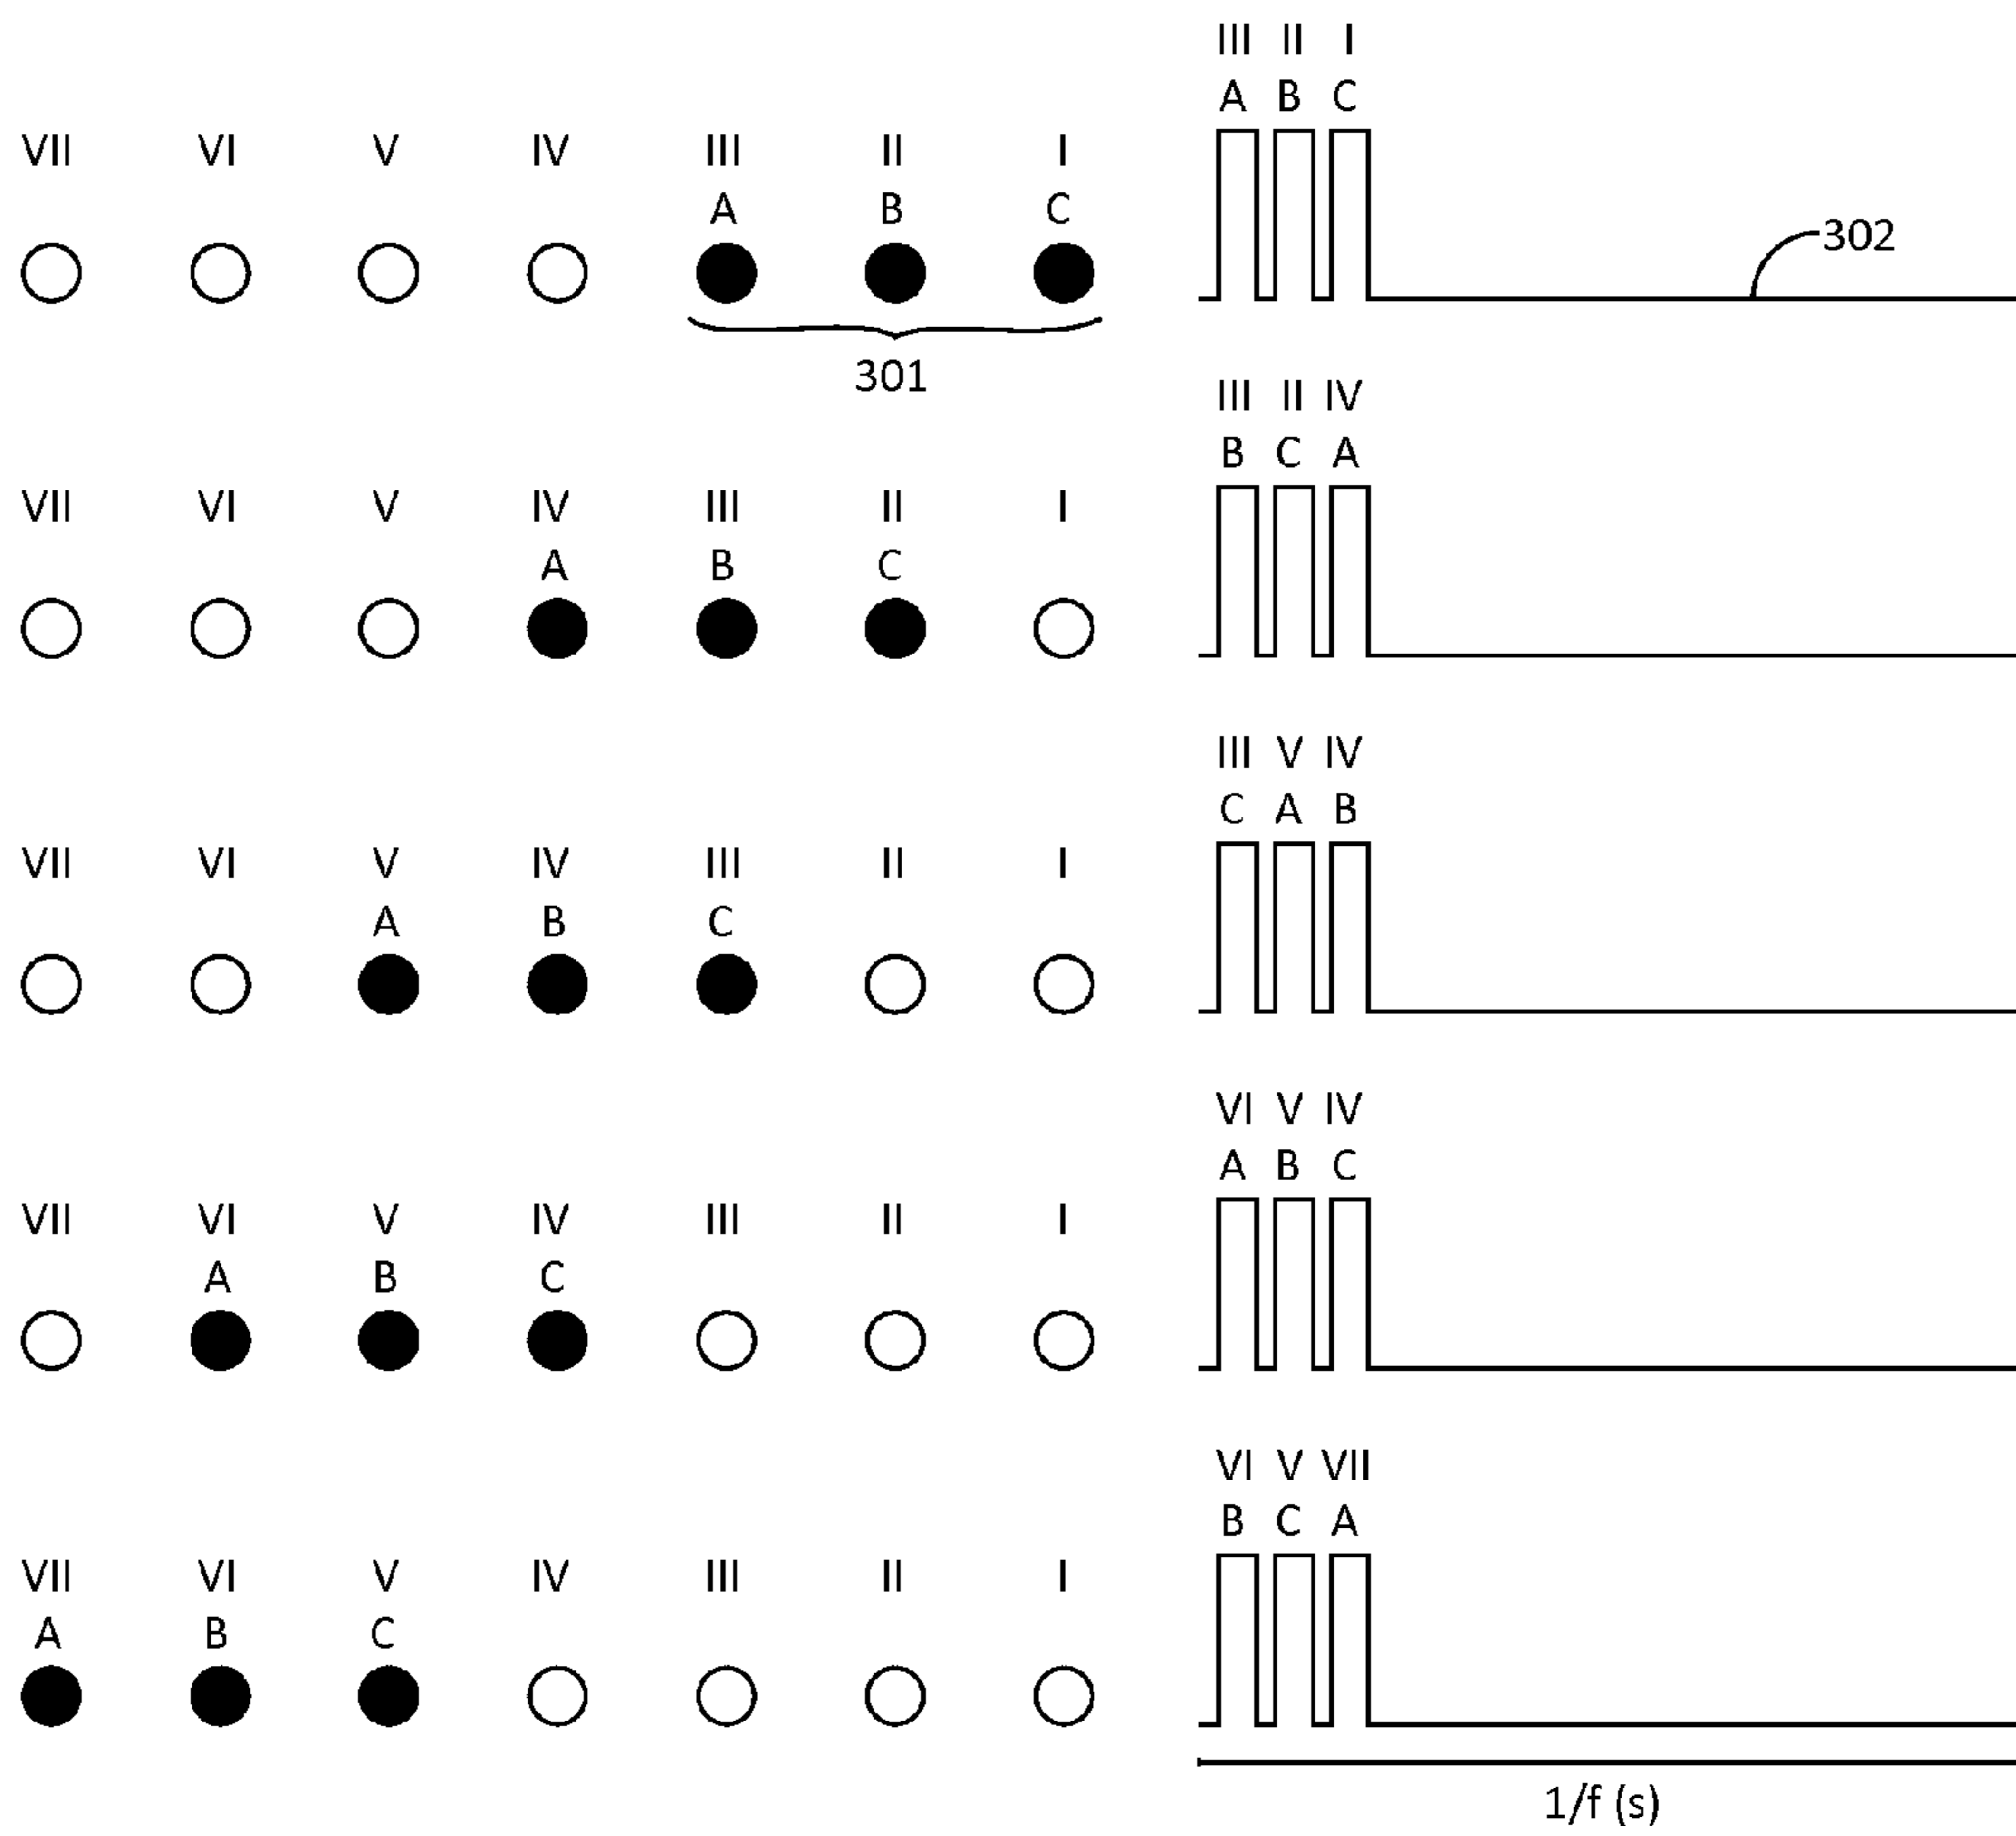 III II I
A B C
VII VI V IV III II I
A B C
302
301
III II IV
B C A
VII VI V IV III II I
A B C
III V IV
C A B
VII VI V IV III II I
A B C
VI V IV
A B C
VII VI V IV III II I
A B C
VI V VII
B C A
VII VI V IV III II I
A B C
1/f (s)